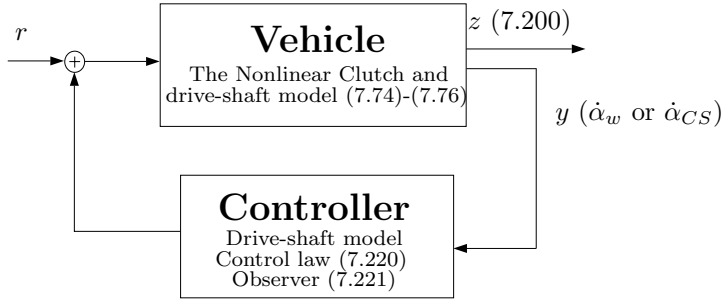 r
z (7.200)
+
Vehicle
The Nonlinear Clutch and
drive-shaft model (7.74)-(7.76)
y (α̇_w or α̇_CS)
Controller
Drive-shaft model
Control law (7.220)
Observer (7.221)